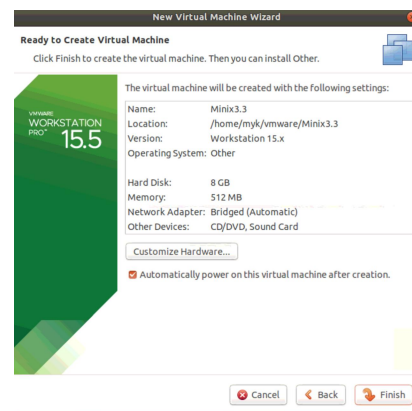 New Virtual Machine Wizard
Ready to Create Virtual Machine
Click Finish to create the virtual machine. Then you can install Other.
The virtual machine will be created with the following settings:
vmware
WORKSTATION
PRO™ 15.5
Name: Minix3.3
Location: /home/myk/vmware/Minix3.3
Version: Workstation 15.x
Operating System: Other
Hard Disk: 8 GB
Memory: 512 MB
Network Adapter: Bridged (Automatic)
Other Devices: CD/DVD, Sound Card
Customize Hardware...
Automatically power on this virtual machine after creation.
Cancel Back Finish